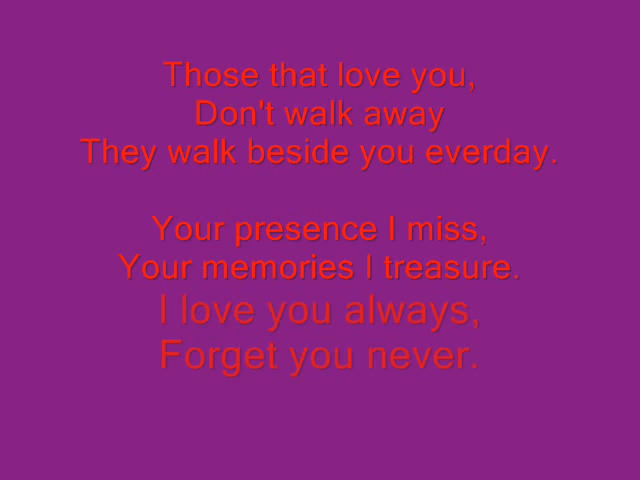 Those that love you,
Don't walk away
They walk beside you everday.
Your presence I miss,
Your memories I treasure.
I love you always,
Forget you never.